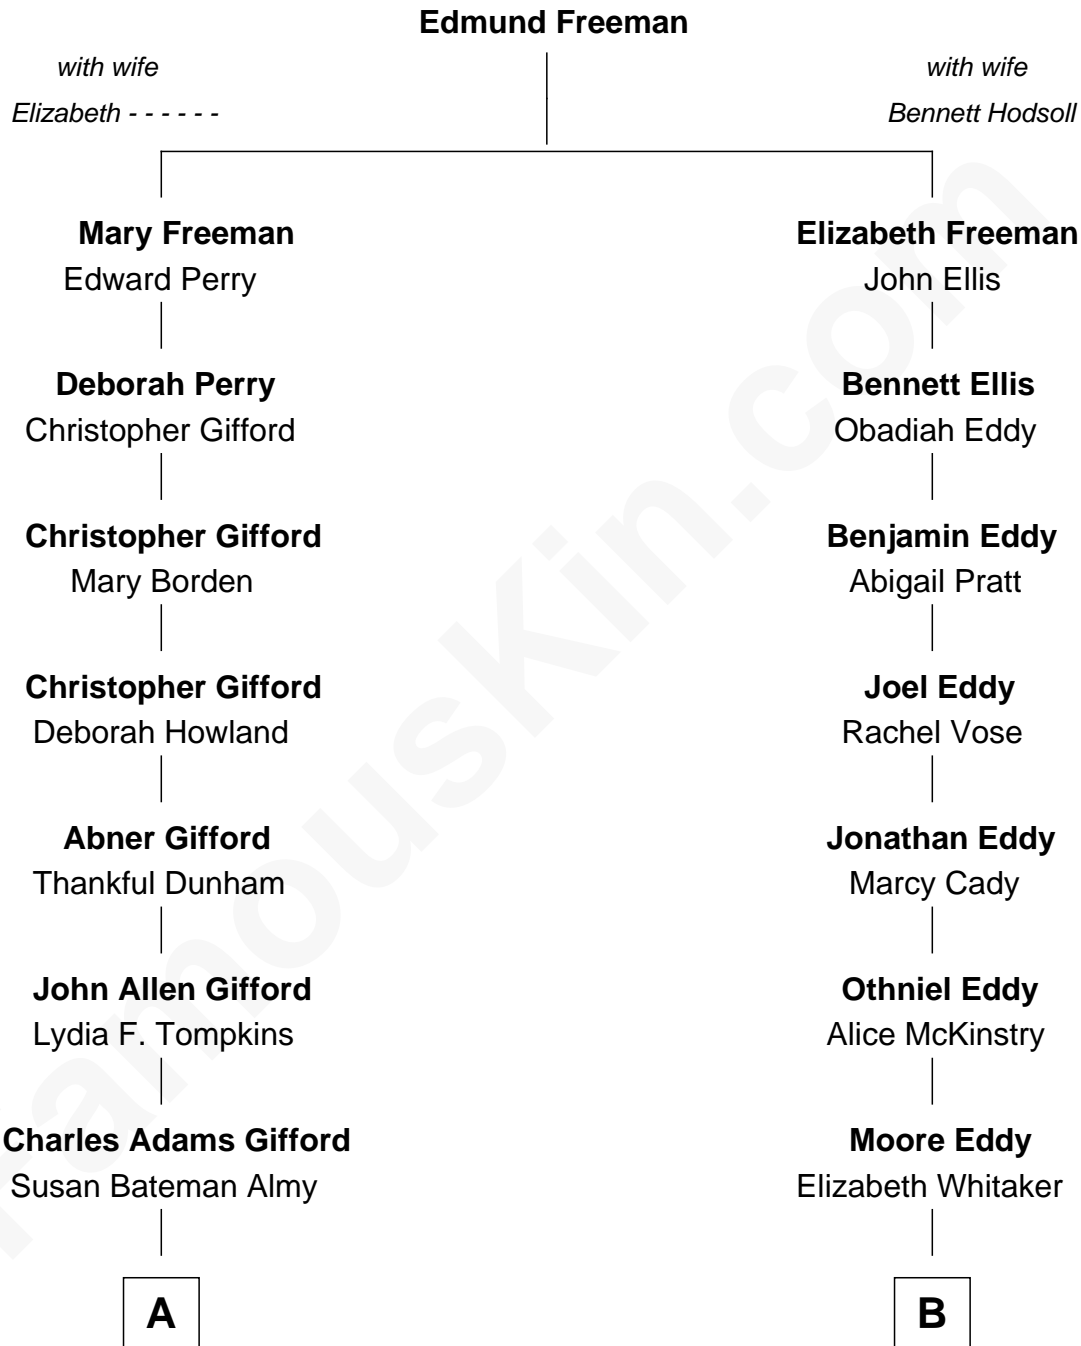 Edmund Freeman
with wife
Elizabeth - - - - - -
with wife
Bennett Hodsoll
Mary Freeman
Edward Perry
Elizabeth Freeman
John Ellis
Deborah Perry
Christopher Gifford
Bennett Ellis
Obadiah Eddy
Christopher Gifford
Mary Borden
Benjamin Eddy
Abigail Pratt
Christopher Gifford
Deborah Howland
Joel Eddy
Rachel Vose
Abner Gifford
Thankful Dunham
Jonathan Eddy
Marcy Cady
John Allen Gifford
Lydia F. Tompkins
Othniel Eddy
Alice McKinstry
Charles Adams Gifford
Susan Bateman Almy
Moore Eddy
Elizabeth Whitaker
A
B
FamousKin.com